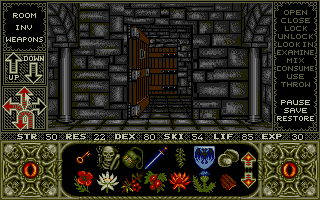 ROOM
INV
WEAPONS
UP
DOWN
OPEN
CLOSE
LOCK
UNLOCK
LOOK IN
EXAMINE
MIX
CONSUME
USE
THROW
PAUSE
SAVE
RESTORE
STR 50 RES 22 DEX 80 SKI 54 LIF 85 EXP 30